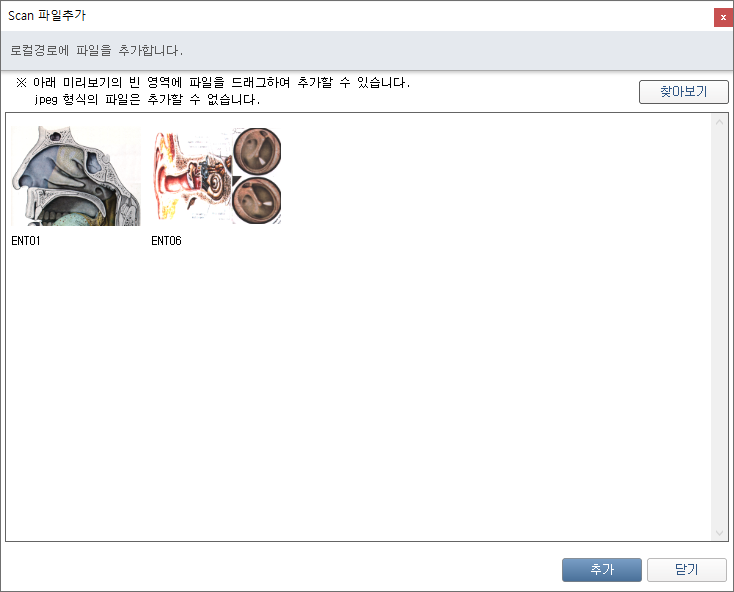 Scan 파일추가
x
로컬경로에 파일을 추가합니다.
※ 아래 미리보기의 빈 영역에 파일을 드래그하여 추가할 수 있습니다.
jpeg 형식의 파일은 추가할 수 없습니다.
찾아보기
ENT01
ENT06
추가
닫기